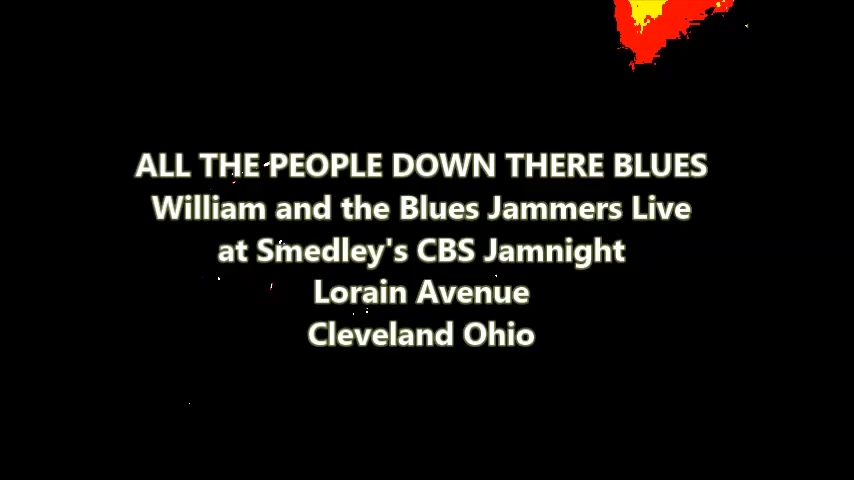 ALL THE PEOPLE DOWN THERE BLUES
William and the Blues Jammers Live
at Smedley's CBS Jamnight
Lorain Avenue
Cleveland Ohio